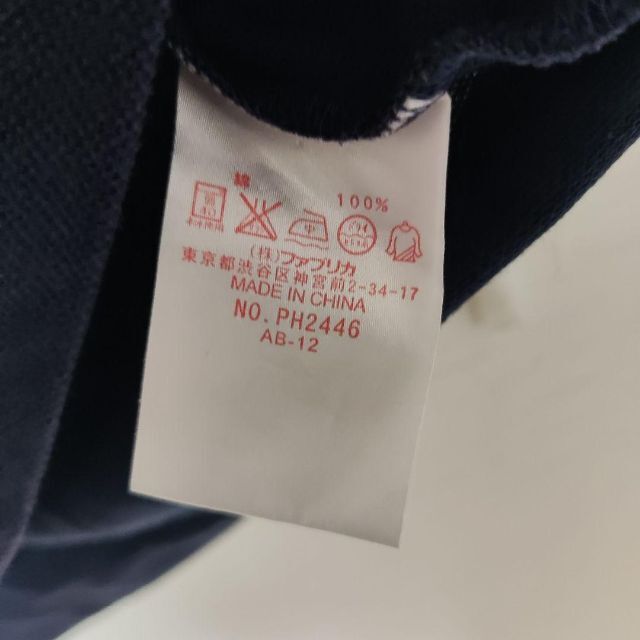 綿 100%
(株)ファブリカ
東京都渋谷区神宮前2-34-17
MADE IN CHINA
NO.PH2446
AB-12